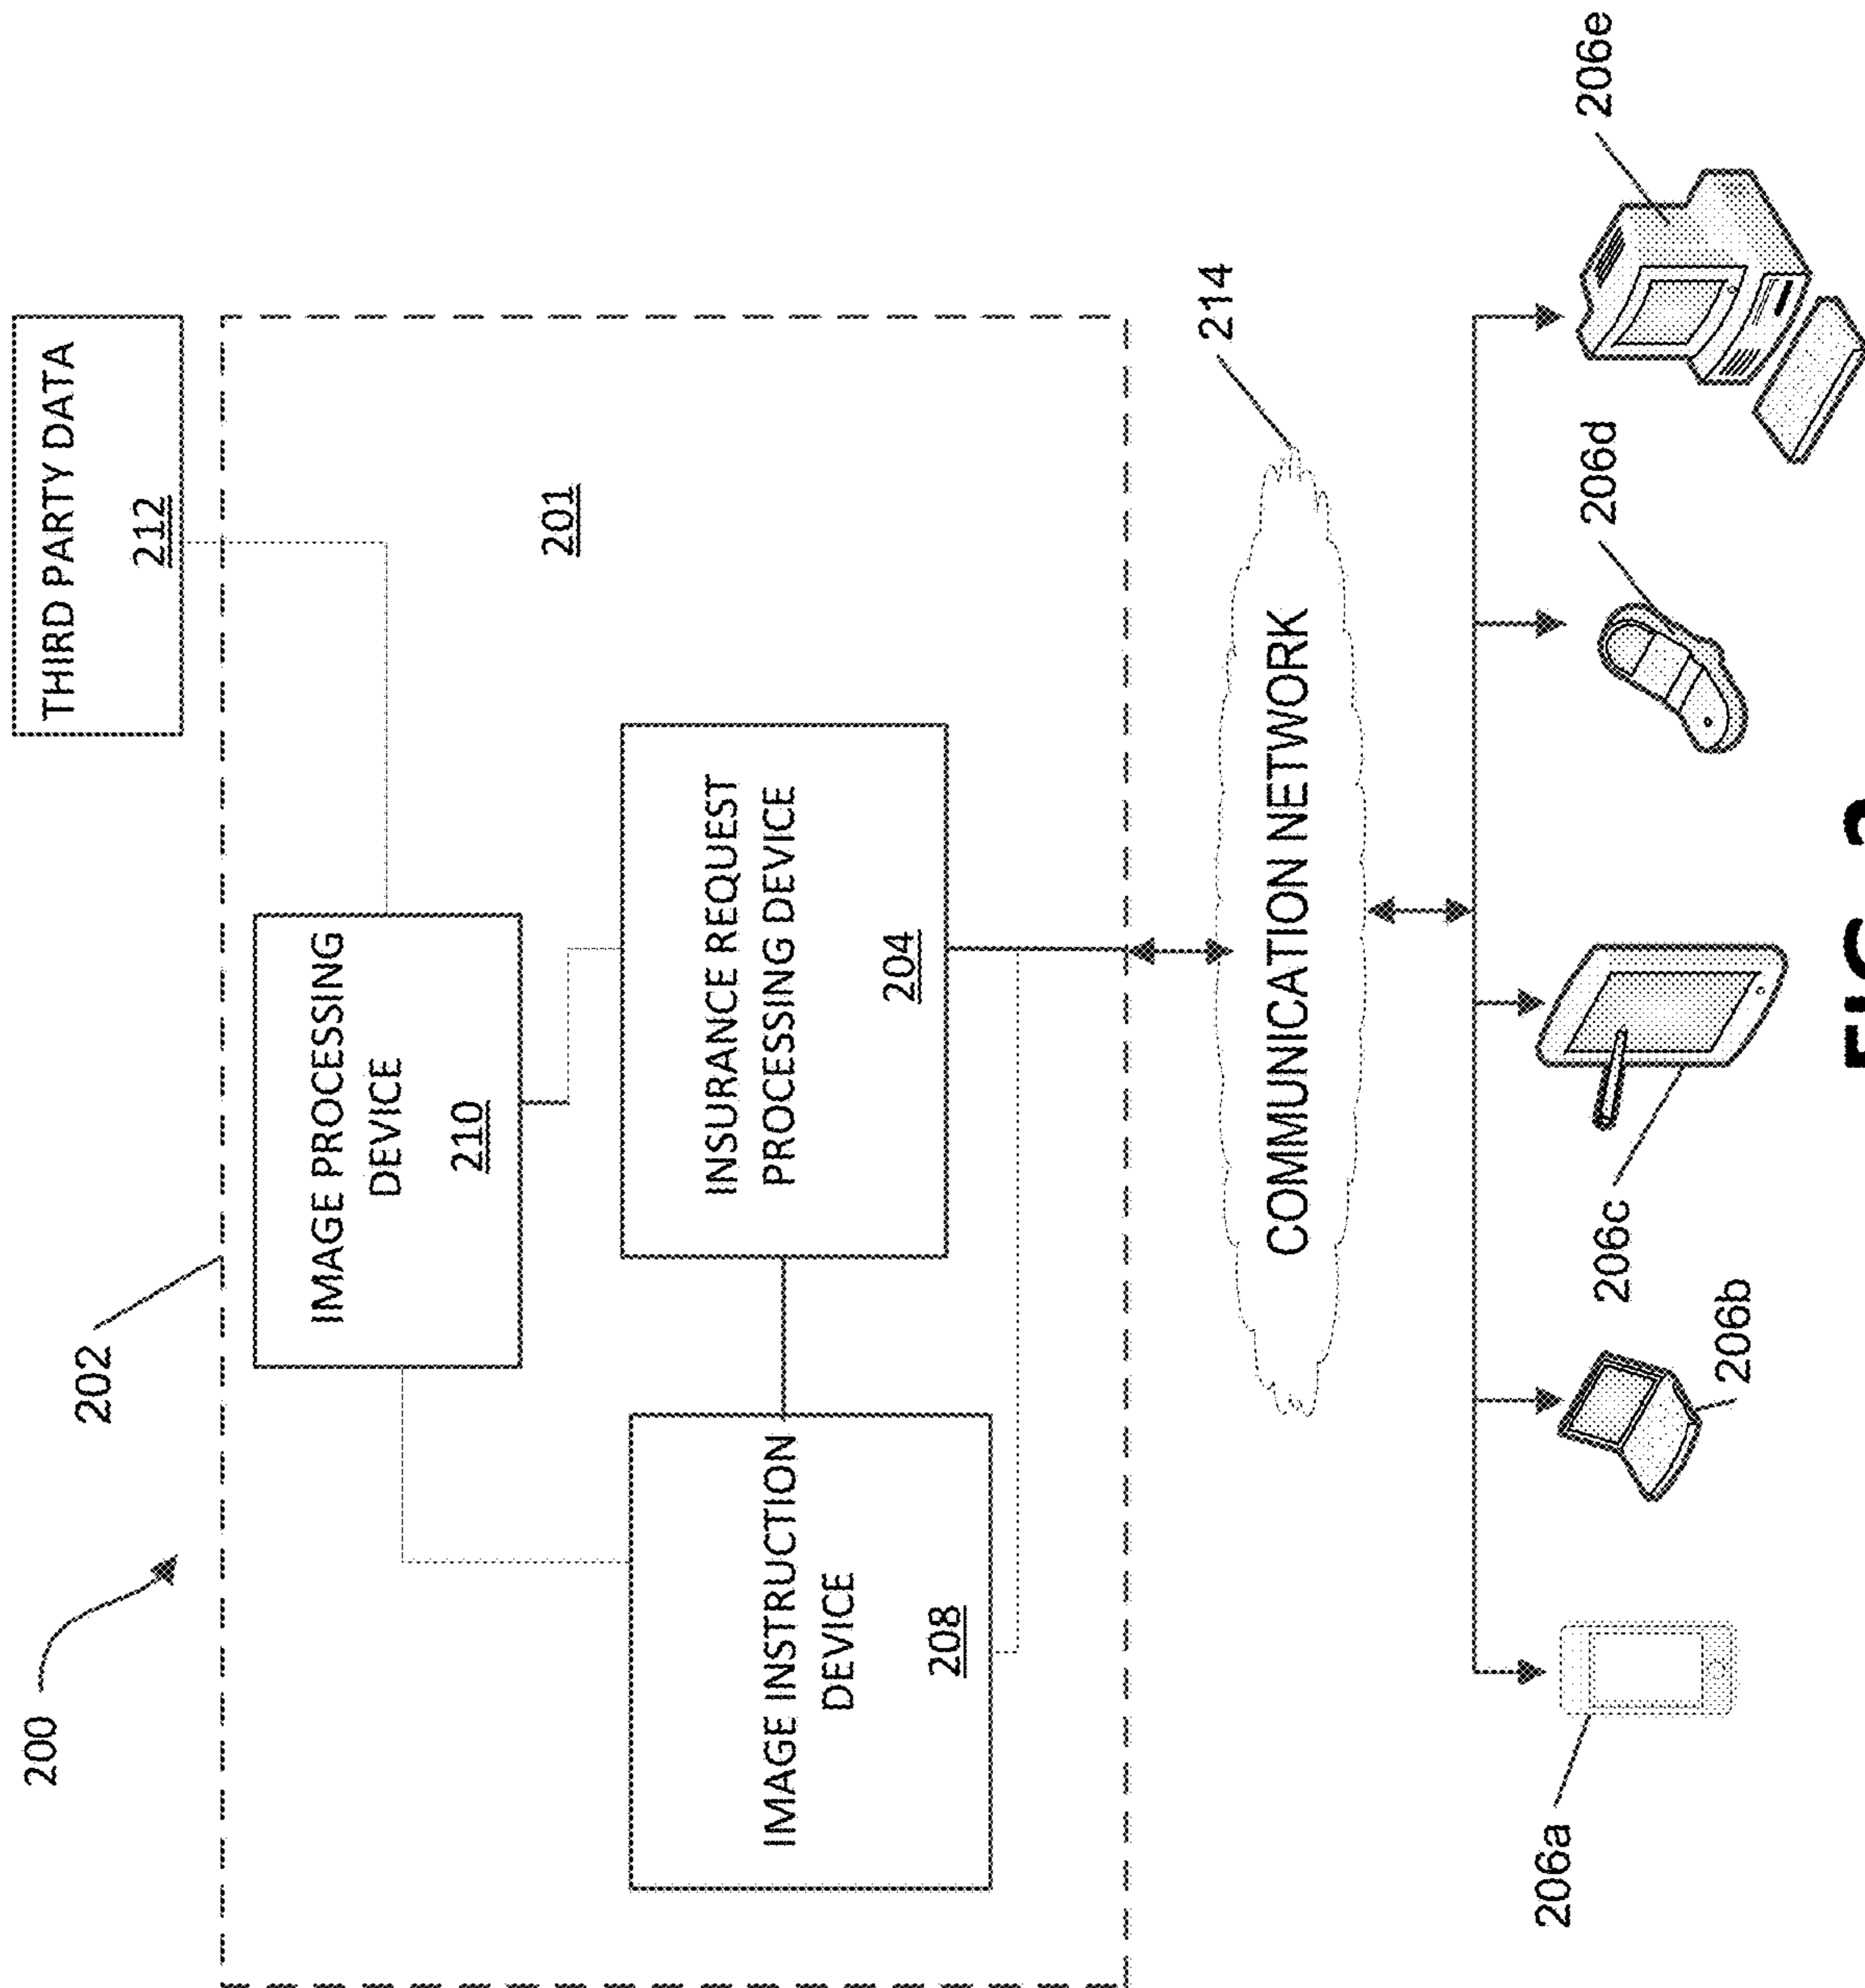 200
202
THIRD PARTY DATA
212
IMAGE PROCESSING
DEVICE
210
201
IMAGE INSTRUCTION
DEVICE
208
INSURANCE REQUEST
PROCESSING DEVICE
204
214
COMMUNICATION NETWORK
206a
206b
206c
206d
206e